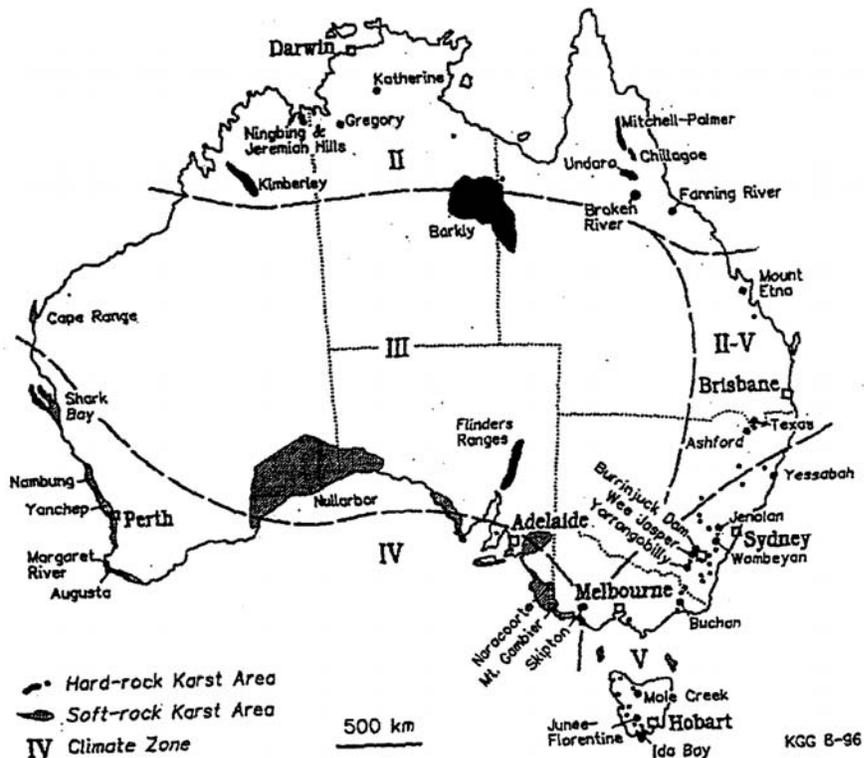 Darwin
Katherine
Ningbing &
Jeremiah Hills
Gregory
Mitchell-Palmer
Chillagoe
Undara
II
Kimberley
Fanning River
Broken
River
Barkly
Mount
Etna
Cape Range
III
II-V
Brisbane
Shark
Bay
Flinders
Ranges
Texas
Ashford
Nambung
Nullarbor
Yessabah
Yanchep
Perth
Burrinjuck Dam
Wee Jasper
Yarrangobilly
Jenolan
Adelaide
Sydney
Margaret
River
IV
Wombeyan
Augusta
Melbourne
Naracoorte
Mt. Gambier
Skipton
Buchan
V
Hard-rock Karst Area
Soft-rock Karst Area
IV Climate Zone
500 km
Mole Creek
Junee-
Florentine
Hobart
Ida Bay
KGG 8-96